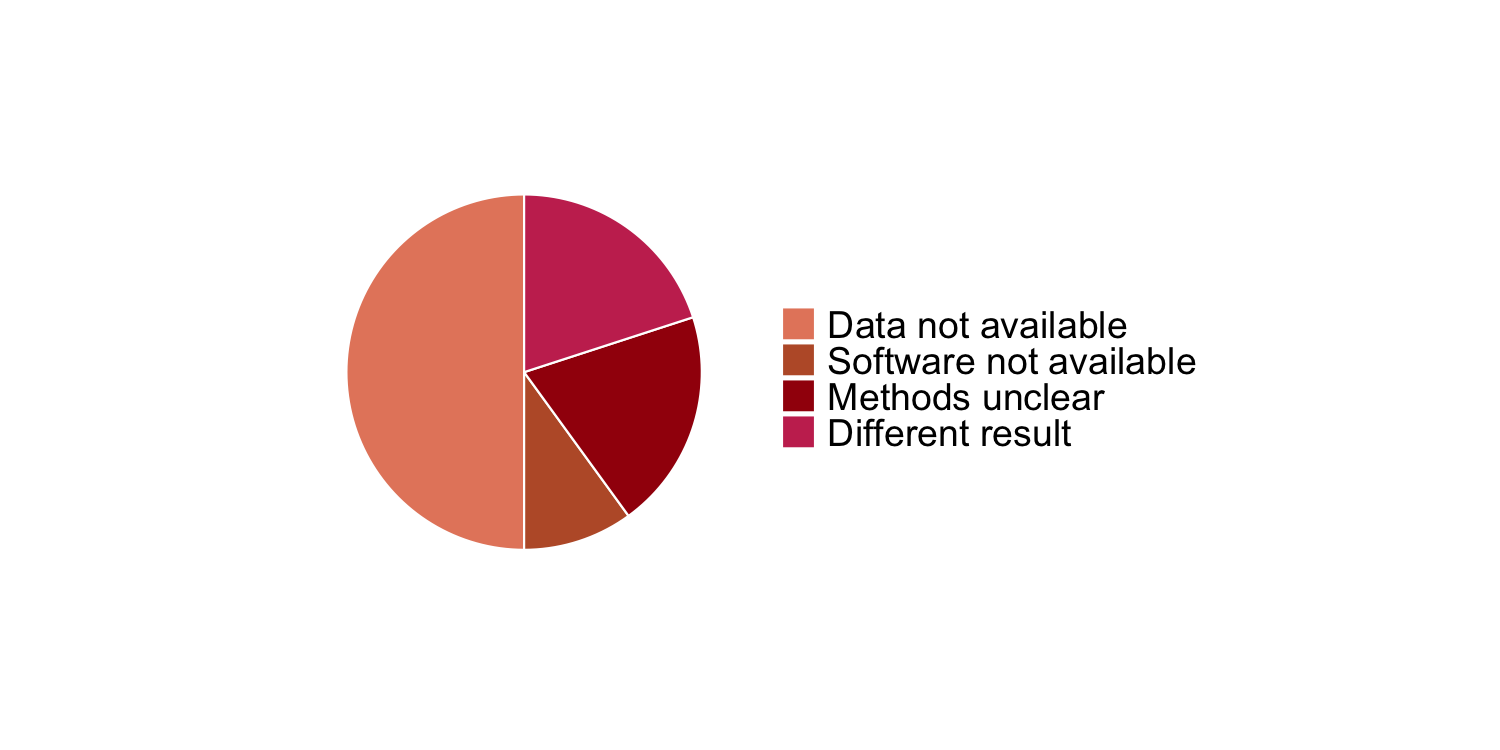 Data not available
Software not available
Methods unclear
Different result